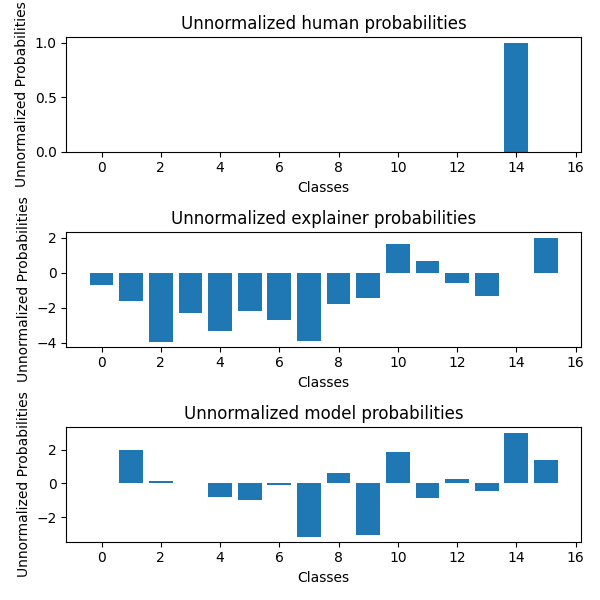 Unnormalized human probabilities
Unnormalized Probabilities
1.0
0.5
0.0
0 2 4 6 8 10 12 14 16
Classes
Unnormalized explainer probabilities
Unnormalized Probabilities
2
0
−2
−4
0 2 4 6 8 10 12 14 16
Classes
Unnormalized model probabilities
Unnormalized Probabilities
2
0
−2
0 2 4 6 8 10 12 14 16
Classes